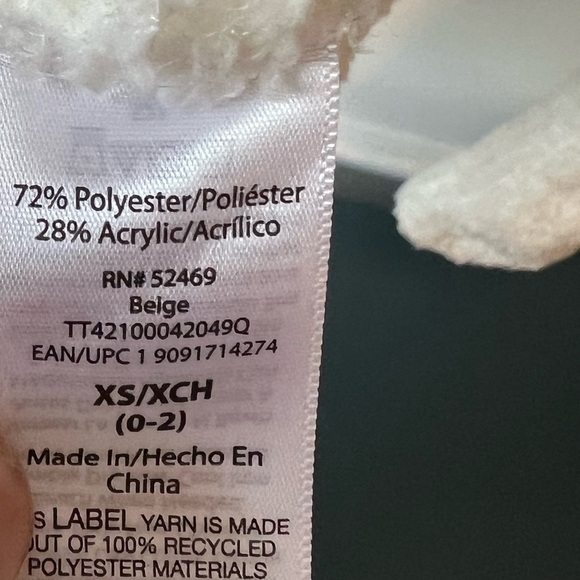 72% Polyester/Poliéster
28% Acrylic/Acrílico
RN# 52469
Beige
TT42100042049Q
EAN/UPC 1 9091714274
XS/XCH
(0-2)
Made In/Hecho En
China
S LABEL YARN IS MADE
OUT OF 100% RECYCLED
POLYESTER MATERIALS